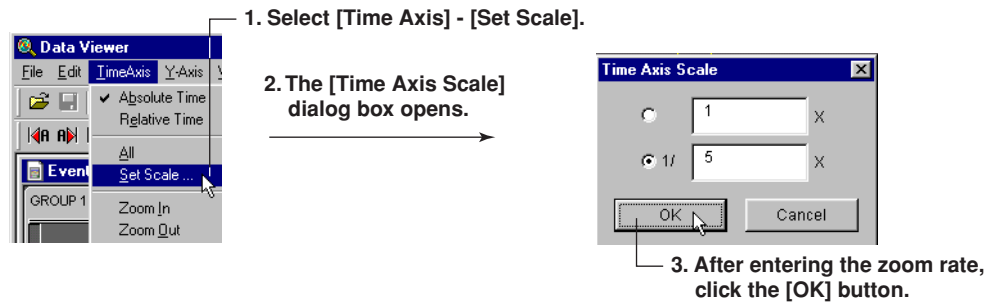 1. Select [Time Axis] - [Set Scale].
Data Viewer
File Edit TimeAxis Y-Axis
Absolute Time
Relative Time
All
Set Scale ...
Zoom In
Zoom Out
Event
GROUP 1
2. The [Time Axis Scale]
dialog box opens.
Time Axis Scale
1 X
1/ 5 X
OK Cancel
3. After entering the zoom rate,
click the [OK] button.